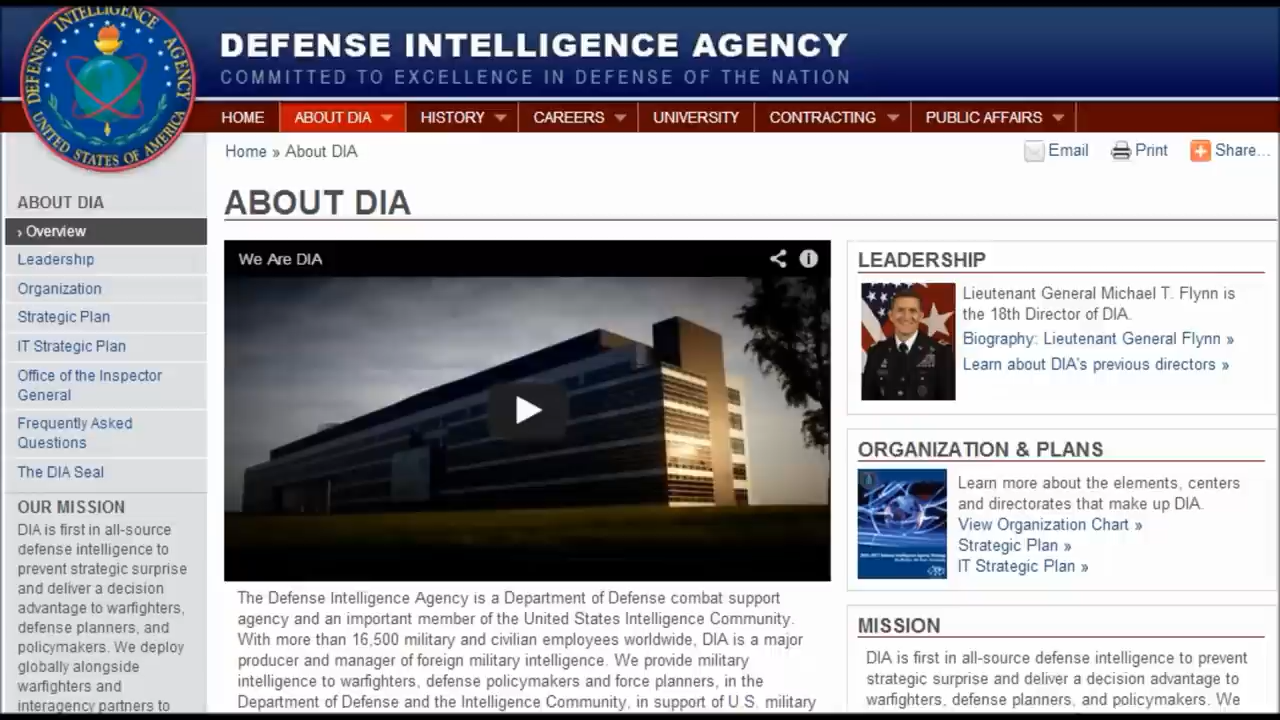 DEFENSE INTELLIGENCE AGENCY
UNITED STATES OF AMERICA
DEFENSE INTELLIGENCE AGENCY
COMMITTED TO EXCELLENCE IN DEFENSE OF THE NATION
HOME
ABOUT DIA
HISTORY
CAREERS
UNIVERSITY
CONTRACTING
PUBLIC AFFAIRS
Home » About DIA
Email
Print
Share...
ABOUT DIA
› Overview
Leadership
Organization
Strategic Plan
IT Strategic Plan
Office of the Inspector
General
Frequently Asked
Questions
The DIA Seal
OUR MISSION
DIA is first in all-source
defense intelligence to
prevent strategic surprise
and deliver a decision
advantage to warfighters,
defense planners, and
policymakers. We deploy
globally alongside
warfighters and
interagency partners to
ABOUT DIA
We Are DIA
The Defense Intelligence Agency is a Department of Defense combat support
agency and an important member of the United States Intelligence Community.
With more than 16,500 military and civilian employees worldwide, DIA is a major
producer and manager of foreign military intelligence. We provide military
intelligence to warfighters, defense policymakers and force planners, in the
Department of Defense and the Intelligence Community, in support of U.S. military
LEADERSHIP
Lieutenant General Michael T. Flynn is
the 18th Director of DIA.
Biography: Lieutenant General Flynn »
Learn about DIA's previous directors »
ORGANIZATION & PLANS
Learn more about the elements, centers
and directorates that make up DIA.
View Organization Chart »
Strategic Plan »
IT Strategic Plan »
MISSION
DIA is first in all-source defense intelligence to prevent
strategic surprise and deliver a decision advantage to
warfighters, defense planners, and policymakers. We